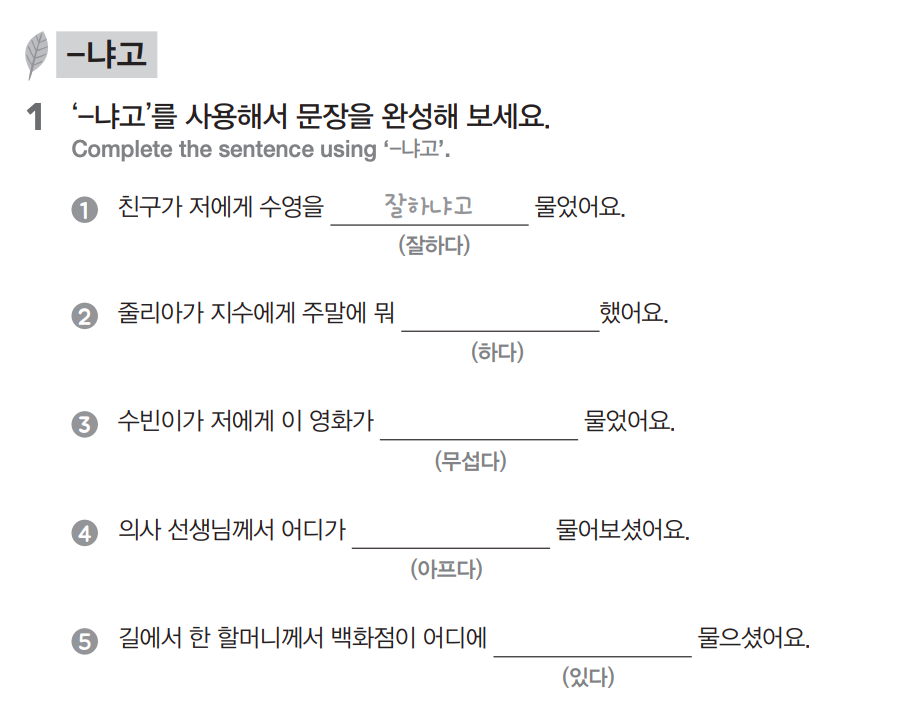 -냐고
1 ‘-냐고’를 사용해서 문장을 완성해 보세요.
Complete the sentence using ‘-냐고’.
1 친구가 저에게 수영을 잘하냐고 물었어요.
(잘하다)
2 줄리아가 지수에게 주말에 뭐 했어요.
(하다)
3 수빈이가 저에게 이 영화가 물었어요.
(무섭다)
4 의사 선생님께서 어디가 물어보셨어요.
(아프다)
5 길에서 한 할머니께서 백화점이 어디에 물으셨어요.
(있다)